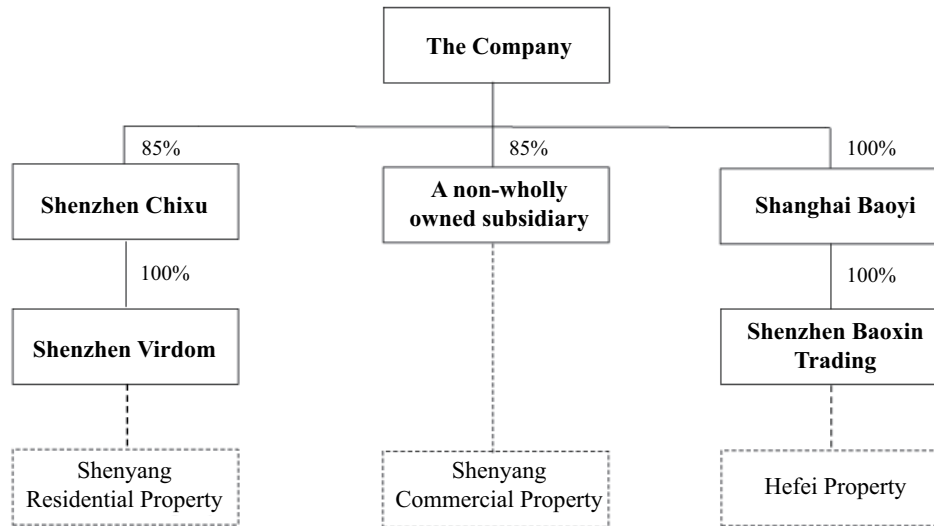 The Company
85%
85%
100%
Shenzhen Chixu
A non-wholly
owned subsidiary
Shanghai Baoyi
100%
100%
Shenzhen Virdom
Shenzhen Baoxin
Trading
Shenyang
Residential Property
Shenyang
Commercial Property
Hefei Property